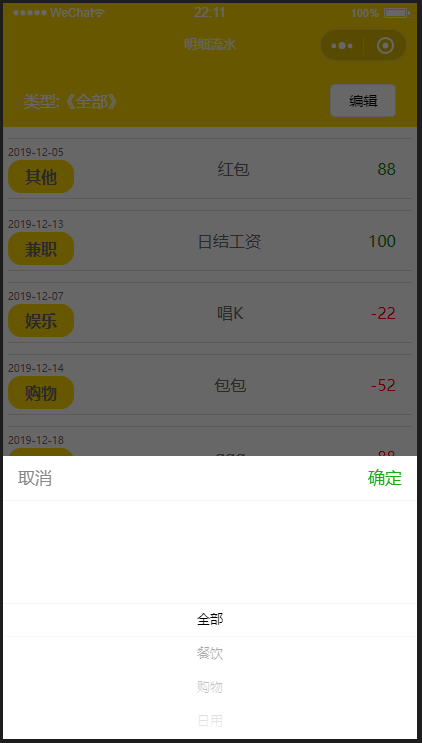 WeChat 22:11 100%
明细流水
类型:《全部》 编辑
2019-12-05
其他 红包 88
2019-12-13
兼职 日结工资 100
2019-12-07
娱乐 唱K -22
2019-12-14
购物 包包 -52
2019-12-18
取消 确定
全部
餐饮
购物
日用